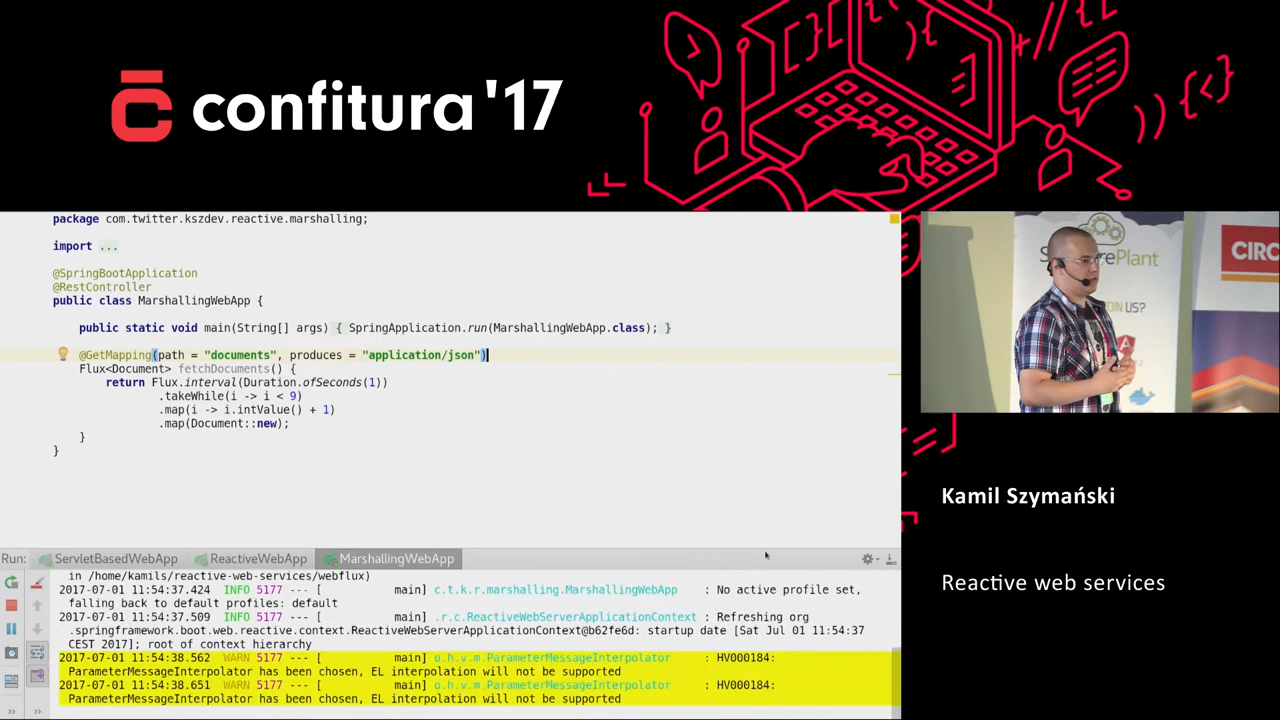 confitura '17
package com.twitter.kszdev.reactive.marshalling;
import ...
@SpringBootApplication
@RestController
public class MarshallingWebApp {
public static void main(String[] args) { SpringApplication.run(MarshallingWebApp.class); }
@GetMapping(path = "documents", produces = "application/json")
Flux<Document> fetchDocuments() {
return Flux.interval(Duration.ofSeconds(1))
.takeWhile(i -> i < 9)
.map(i -> i.intValue() + 1)
.map(Document::new);
}
}
Run: ServletBasedWebApp ReactiveWebApp MarshallingWebApp
in /home/kamils/reactive-web-services/webflux)
2017-07-01 11:54:37.424 INFO 5177 --- [ main] c.t.k.r.marshalling.MarshallingWebApp : No active profile set,
falling back to default profiles: default
2017-07-01 11:54:37.509 INFO 5177 --- [ main] .r.c.ReactiveWebServerApplicationContext : Refreshing org
.springframework.boot.web.reactive.context.ReactiveWebServerApplicationContext@b62fe6d: startup date [Sat Jul 01 11:54:37
CEST 2017]; root of context hierarchy
2017-07-01 11:54:38.562 WARN 5177 --- [ main] o.h.v.m.ParameterMessageInterpolator : HV000184:
ParameterMessageInterpolator has been chosen, EL interpolation will not be supported
2017-07-01 11:54:38.651 WARN 5177 --- [ main] o.h.v.m.ParameterMessageInterpolator : HV000184:
ParameterMessageInterpolator has been chosen, EL interpolation will not be supported
US?
CIRC
Kamil Szymański
Reactive web services